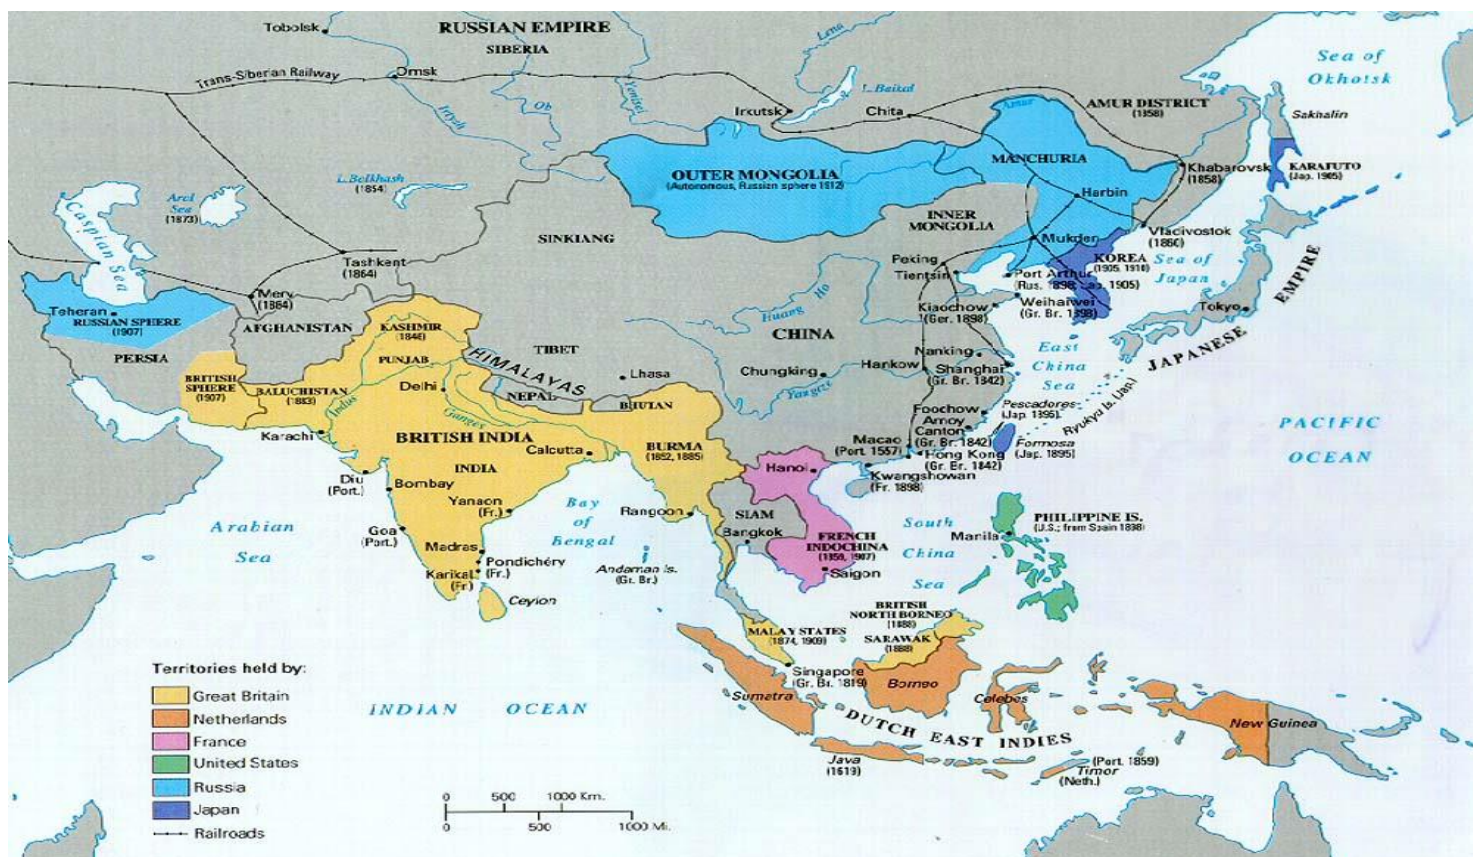 RUSSIAN EMPIRE
SIBERIA
Tobolsk
Trans-Siberian Railway
Omsk
Irtysh
Ob
Yenisei
Lena
Irkutsk
L. Baikal
Chita
Amur
AMUR DISTRICT
(1858)
Sea of
Okhotsk
Sakhalin
KARAFUTO
(Jap. 1905)
Khabarovsk
(1858)
MANCHURIA
Harbin
OUTER MONGOLIA
(Autonomous, Russian sphere 1912)
INNER
MONGOLIA
L. Balkhash
(1854)
Aral
Sea
(1873)
Caspian Sea
SINKIANG
Tashkent
(1864)
Merv
(1884)
Teheran
RUSSIAN SPHERE
(1907)
PERSIA
AFGHANISTAN
BRITISH
SPHERE
(1907)
BALUCHISTAN
(1883)
KASHMIR
(1846)
PUNJAB
Delhi
Indus
Ganges
HIMALAYAS
NEPAL
TIBET
Lhasa
BHUTAN
Karachi
BRITISH INDIA
INDIA
Calcutta
BURMA
(1852, 1885)
Diu
(Port.)
Bombay
Yanaon
(Fr.)
Goa
(Port.)
Madras
Pondichéry
(Fr.)
Karikal
(Fr.)
Ceylon
Rangoon
Arabian
Sea
Bay
of
Bengal
Andaman Is.
(Gr. Br.)
Mukden
Vladivostok
(1860)
Peking
Tientsin
KOREA
(1905, 1910)
Sea of
Japan
Port Arthur
(Rus. 1898; Jap. 1905)
Weihaiwei
(Gr. Br. 1898)
Kiaochow
(Ger. 1898)
Tokyo
JAPANESE EMPIRE
Huang Ho
CHINA
Nanking
Shanghai
(Gr. Br. 1842)
Hankow
Chungking
Yangtze
East
China
Sea
Foochow
Amoy
Canton
(Gr. Br. 1842)
Pescadores
(Jap. 1895)
Ryukyu Is. (Jap.)
Formosa
(Jap. 1895)
Macao
(Port. 1557)
Hong Kong
(Gr. Br. 1842)
Kwangshowan
(Fr. 1898)
PACIFIC
OCEAN
Hanoi
SIAM
Bangkok
FRENCH
INDOCHINA
Saigon
South
China
Sea
PHILIPPINE IS.
(U.S.; from Spain 1898)
Manila
BRITISH
NORTH BORNEO
(1888)
SARAWAK
(1888)
MALAY STATES
(1874, 1909)
Singapore
(Gr. Br. 1819)
Sumatra
Borneo
Celebes
DUTCH EAST INDIES
Java
(1619)
(Port. 1859)
Timor
(Neth.)
New Guinea
INDIAN OCEAN
Territories held by:
Great Britain
Netherlands
France
United States
Russia
Japan
Railroads
0 500 1000 Km.
0 500 1000 Mi.